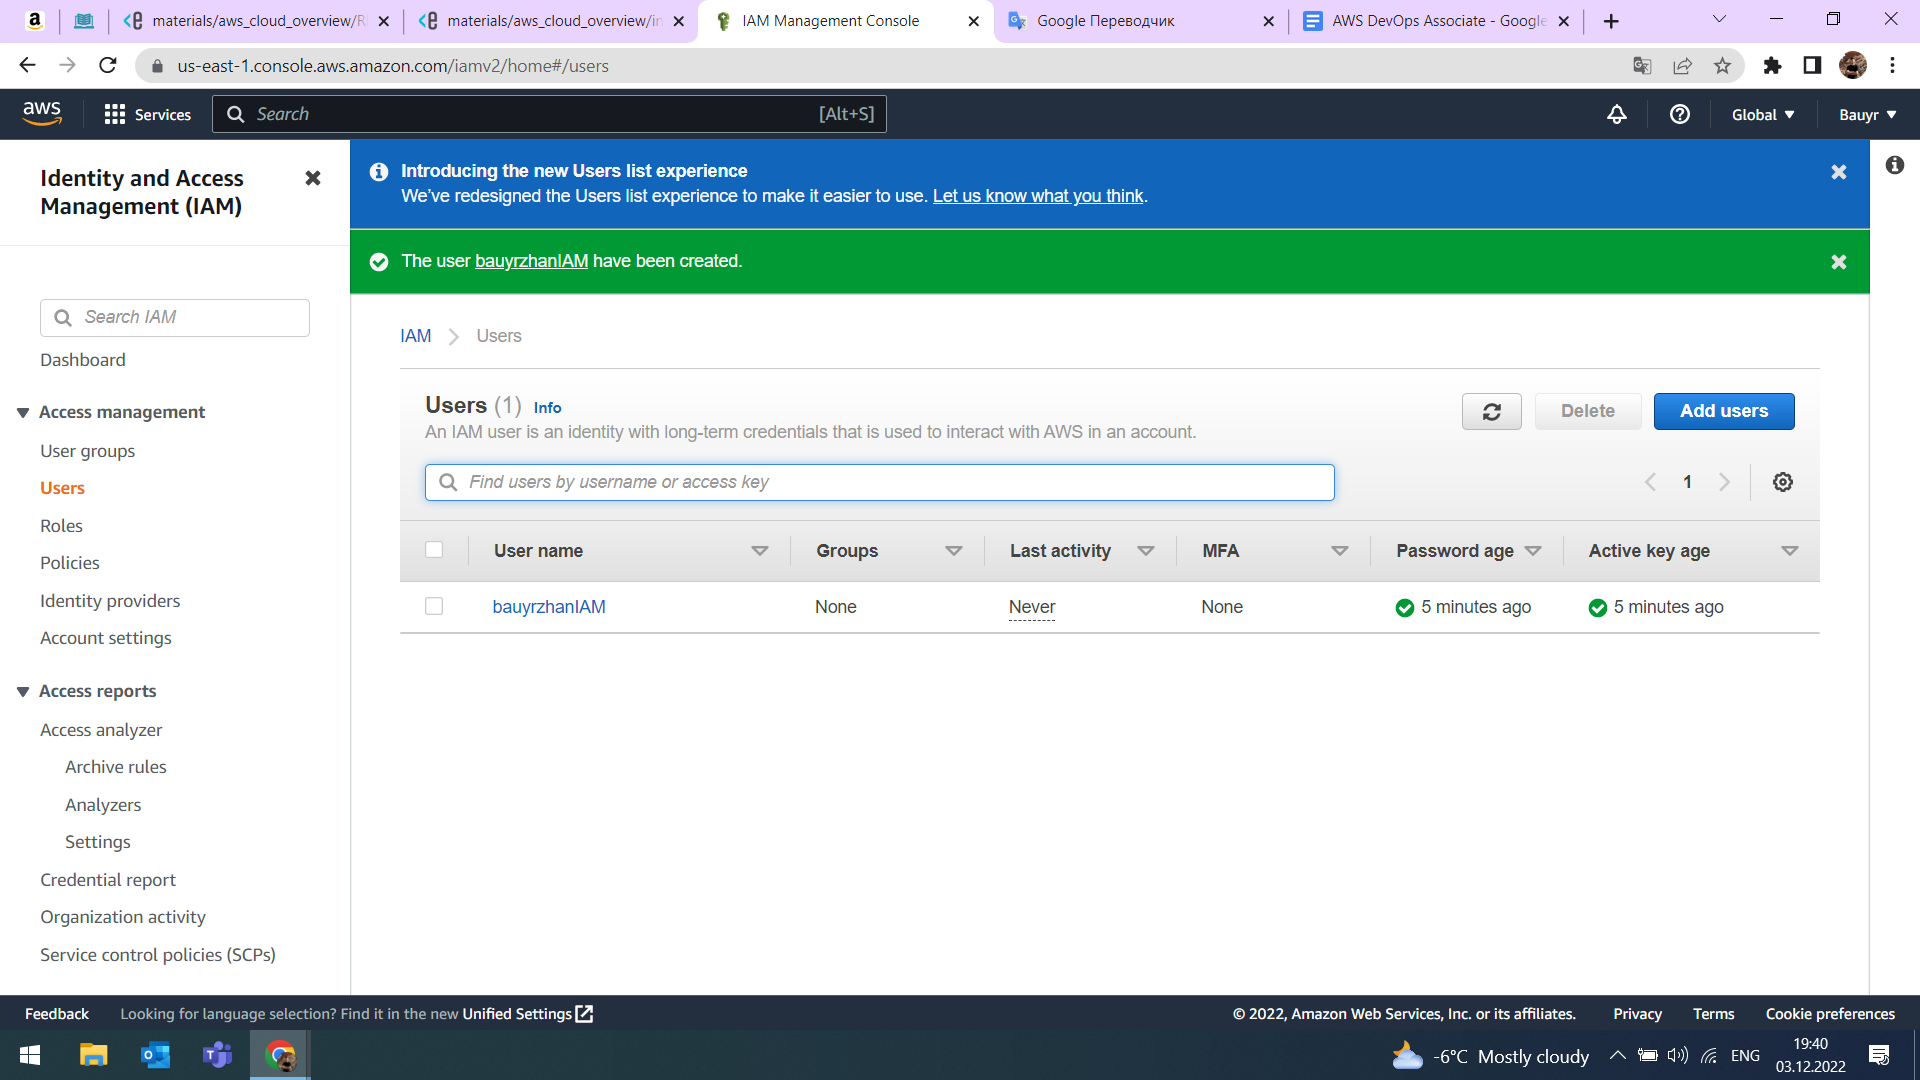 materials/aws_cloud_overview/R
materials/aws_cloud_overview/in
IAM Management Console
Google Переводчик
AWS DevOps Associate - Google
us-east-1.console.aws.amazon.com/iamv2/home#/users
aws
Services
Search
[Alt+S]
Global
Bauyr
Identity and Access
Management (IAM)
Search IAM
Dashboard
Access management
User groups
Users
Roles
Policies
Identity providers
Account settings
Access reports
Access analyzer
Archive rules
Analyzers
Settings
Credential report
Organization activity
Service control policies (SCPs)
Introducing the new Users list experience
We've redesigned the Users list experience to make it easier to use. Let us know what you think.
The user bauyrzhanIAM have been created.
IAM
Users
Users (1) Info
An IAM user is an identity with long-term credentials that is used to interact with AWS in an account.
Delete
Add users
Find users by username or access key
1
User name
Groups
Last activity
MFA
Password age
Active key age
bauyrzhanIAM
None
Never
None
5 minutes ago
5 minutes ago
Feedback
Looking for language selection? Find it in the new Unified Settings
© 2022, Amazon Web Services, Inc. or its affiliates.
Privacy
Terms
Cookie preferences
-6°C Mostly cloudy
ENG
19:40
03.12.2022